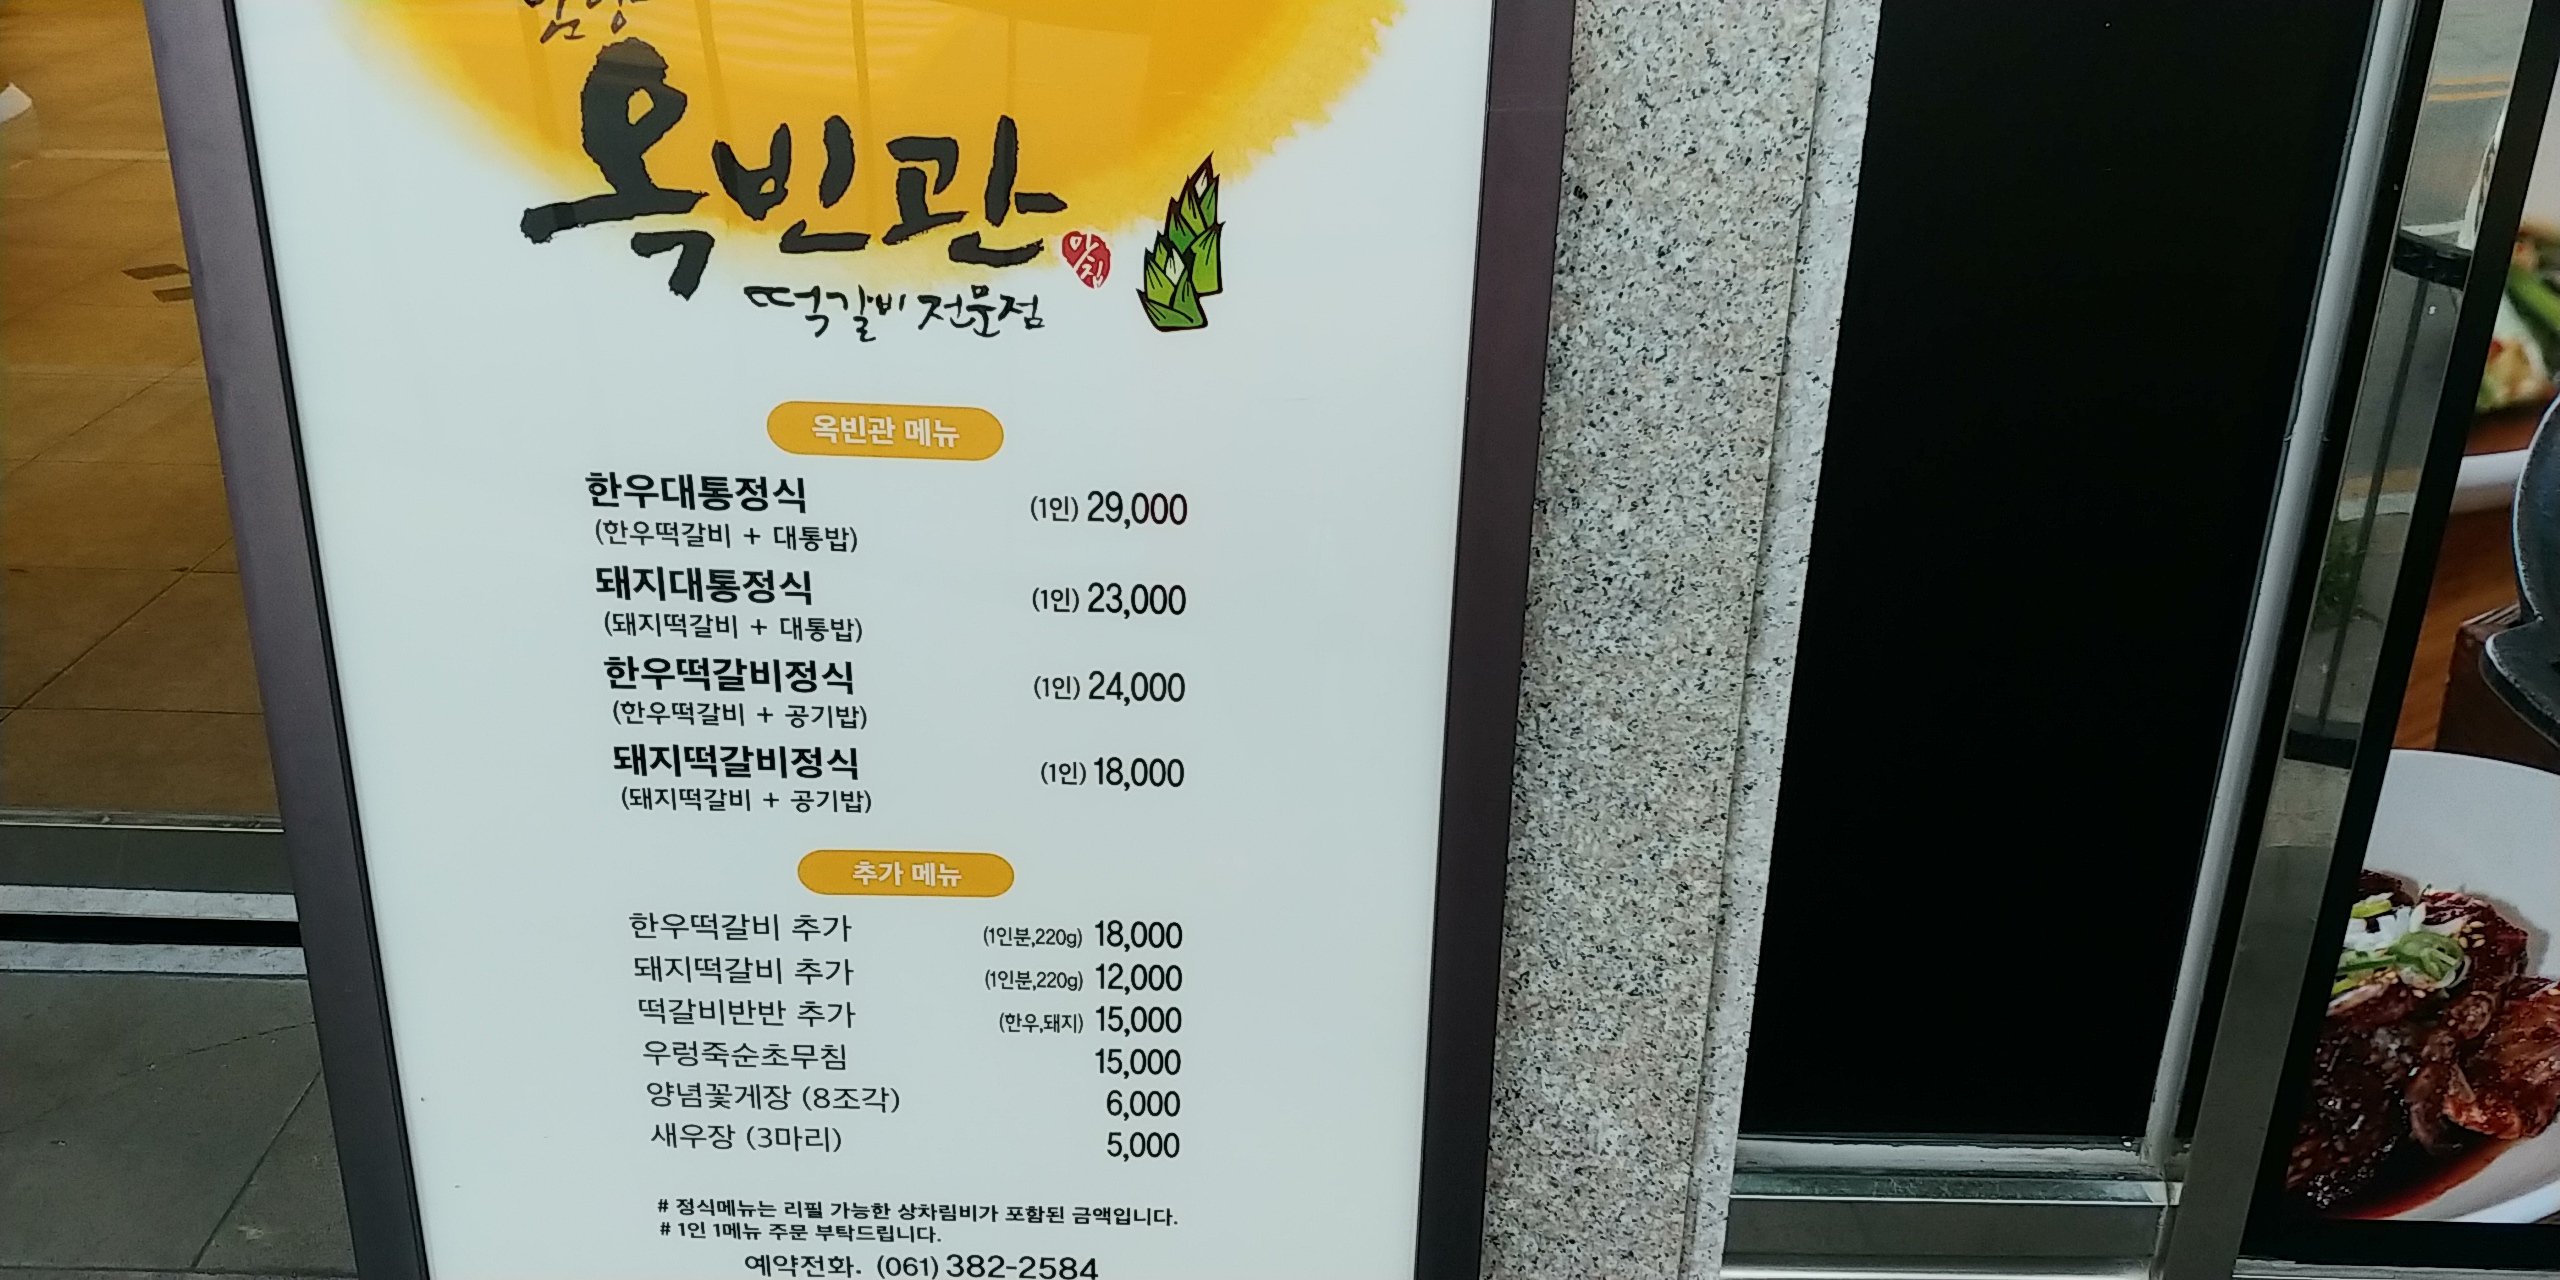 옥빈관
맛집
떡갈비 전문점
옥빈관 메뉴
한우대통정식 (1인) 29,000
(한우떡갈비 + 대통밥)
돼지대통정식 (1인) 23,000
(돼지떡갈비 + 대통밥)
한우떡갈비정식 (1인) 24,000
(한우떡갈비 + 공기밥)
돼지떡갈비정식 (1인) 18,000
(돼지떡갈비 + 공기밥)
추가 메뉴
한우떡갈비 추가 (1인분,220g) 18,000
돼지떡갈비 추가 (1인분,220g) 12,000
떡갈비반반 추가 (한우,돼지) 15,000
우렁죽순초무침 15,000
양념꽃게장 (8조각) 6,000
새우장 (3마리) 5,000
# 정식메뉴는 리필 가능한 상차림비가 포함된 금액입니다.
# 1인 1메뉴 주문 부탁드립니다.
예약전화. (061) 382-2584